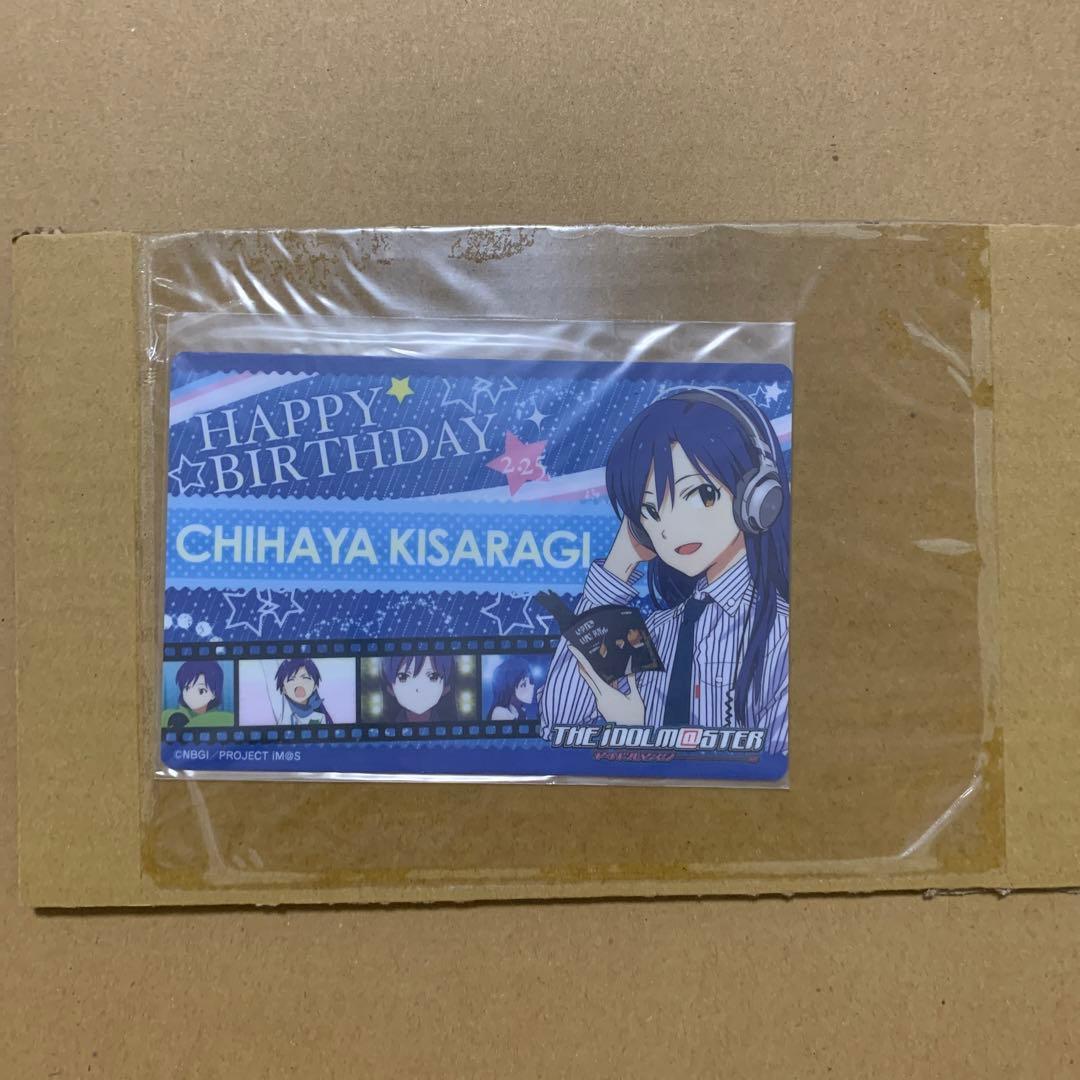 HAPPY
BIRTHDAY
2.25
CHIHAYA KISARAGI
THE iDOLM@STER
©NBGI／PROJECT iM@S